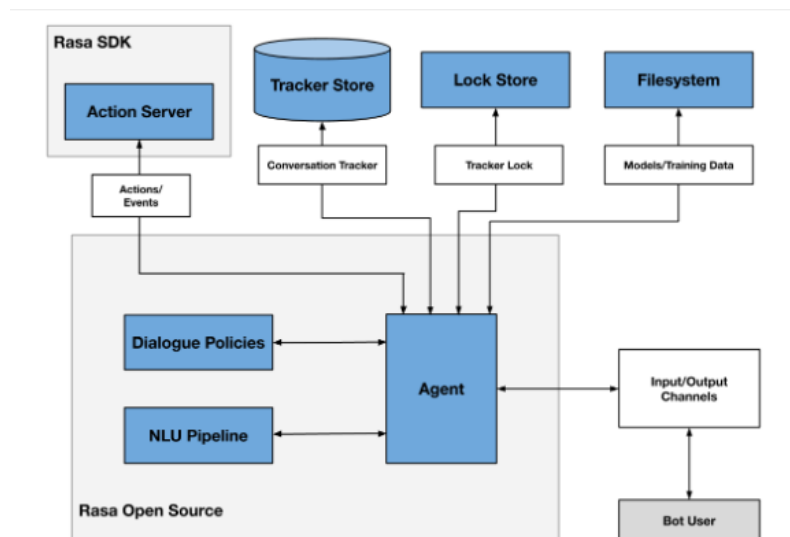 Rasa SDK
Action Server
Tracker Store
Lock Store
Filesystem
Conversation Tracker
Tracker Lock
Models/Training Data
Actions/
Events
Dialogue Policies
Agent
Input/Output
Channels
NLU Pipeline
Rasa Open Source
Bot User